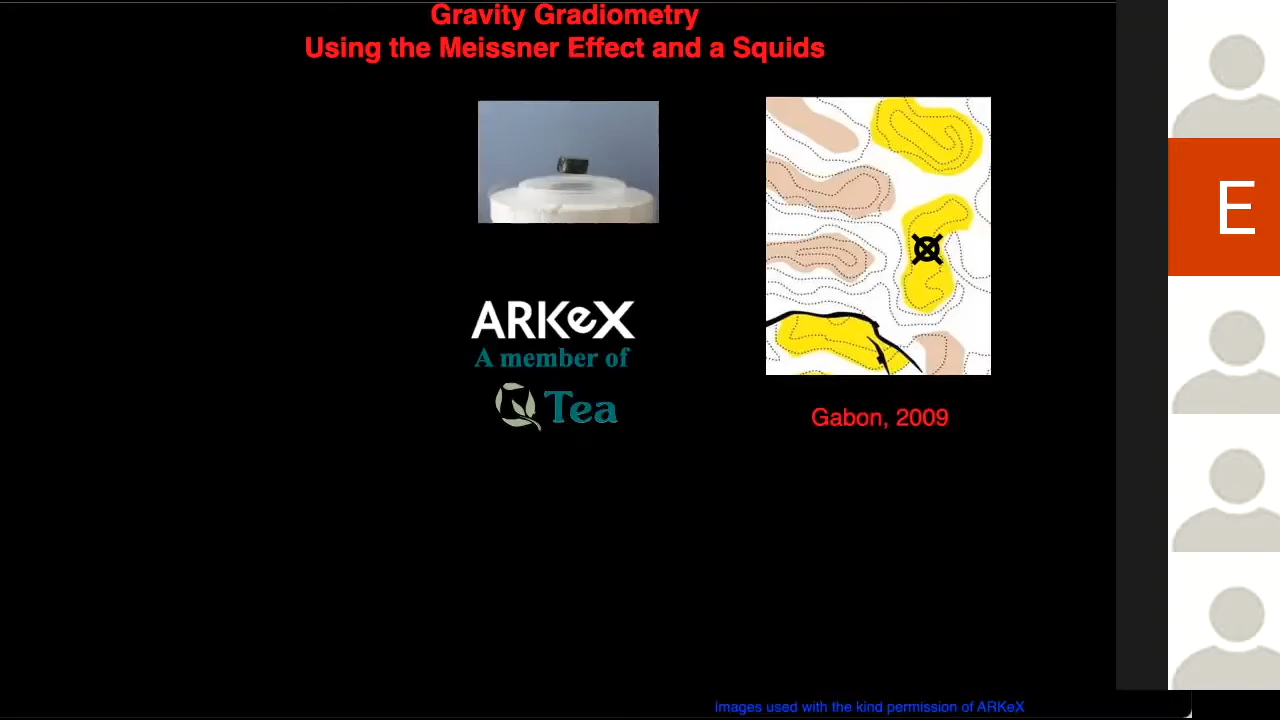 Gravity Gradiometry
Using the Meissner Effect and a Squids
ARKeX
A member of
Tea
Gabon, 2009
Images used with the kind permission of ARKeX
E